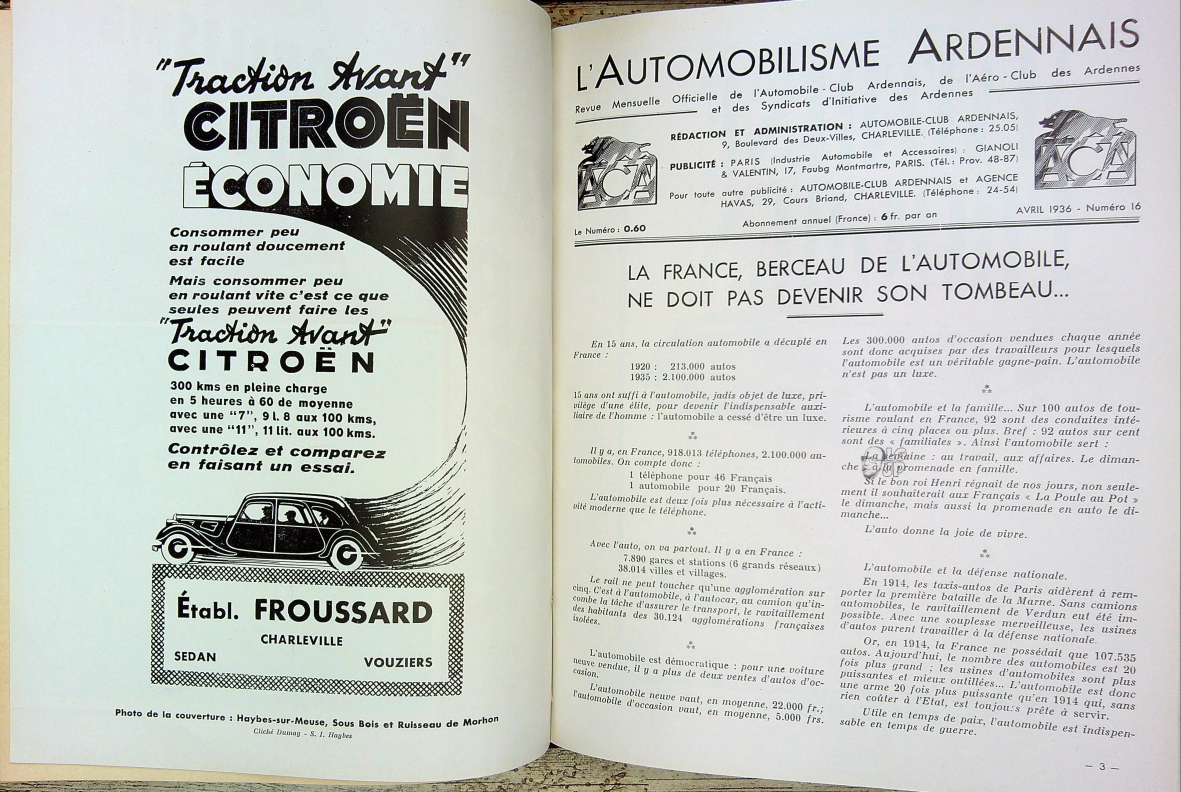 "Traction Avant"
CITROËN
ÉCONOMIE
Consommer peu
en roulant doucement
est facile
Mais consommer peu
en roulant vite c'est ce que
seules peuvent faire les
"Traction Avant"
CITROËN
300 kms en pleine charge
en 5 heures à 60 de moyenne
avec une "7", 9 l. 8 aux 100 kms,
avec une "11", 11 lit. aux 100 kms.
Contrôlez et comparez
en faisant un essai.
Établ. FROUSSARD
CHARLEVILLE
SEDAN VOUZIERS
Photo de la couverture : Haybes-sur-Meuse, Sous Bois et Ruisseau de Morhon
Cliché Dumay - S. I. Haybes
L'AUTOMOBILISME ARDENNAIS
Revue Mensuelle Officielle de l'Automobile-Club Ardennais, de l'Aéro-Club des Ardennes
et des Syndicats d'Initiative des Ardennes
ACA
RÉDACTION ET ADMINISTRATION : AUTOMOBILE-CLUB ARDENNAIS,
9, Boulevard des Deux-Villes, CHARLEVILLE. (Téléphone : 25.05)
PUBLICITÉ : PARIS (Industrie Automobile et Accessoires) : GIANOLI
& VALENTIN, 17, Faubg Montmartre, PARIS. (Tél. : Prov. 48-87)
Pour toute autre publicité : AUTOMOBILE-CLUB ARDENNAIS et AGENCE
HAVAS, 29, Cours Briand, CHARLEVILLE. (Téléphone : 24-54)
ACA
Le Numéro : 0.60 Abonnement annuel (France) : 6 fr. par an AVRIL 1936 - Numéro 16
LA FRANCE, BERCEAU DE L'AUTOMOBILE,
NE DOIT PAS DEVENIR SON TOMBEAU...
En 15 ans, la circulation automobile a décuplé en
France :
1920 : 213.000 autos
1935 : 2.100.000 autos
15 ans ont suffi à l'automobile, jadis objet de luxe, pri-
vilège d'une élite, pour devenir l'indispensable auxi-
liaire de l'homme : l'automobile a cessé d'être un luxe.
Il y a, en France, 918.013 téléphones, 2.100.000 au-
tomobiles. On compte donc :
1 téléphone pour 46 Français
1 automobile pour 20 Français.
L'automobile est deux fois plus nécessaire à l'acti-
vité moderne que le téléphone.
Avec l'auto, on va partout. Il y a en France :
7.890 gares et stations (6 grands réseaux)
38.014 villes et villages.
Le rail ne peut toucher qu'une agglomération sur
cinq. C'est à l'automobile, à l'autocar, au camion qu'in-
combe la tâche d'assurer le transport, le ravitaillement
des habitants des 30.124 agglomérations françaises
isolées.
L'automobile est démocratique : pour une voiture
neuve vendue, il y a plus de deux ventes d'autos d'oc-
casion.
L'automobile neuve vaut, en moyenne, 22.000 fr.;
l'automobile d'occasion vaut, en moyenne, 5.000 frs.
Les 300.000 autos d'occasion vendues chaque année
sont donc acquises par des travailleurs pour lesquels
l'automobile est un véritable gagne-pain. L'automobile
n'est pas un luxe.
L'automobile et la famille... Sur 100 autos de tou-
risme roulant en France, 92 sont des conduites inté-
rieures à cinq places ou plus. Bref : 92 autos sur cent
sont des « familiales ». Ainsi l'automobile sert :
La semaine : au travail, aux affaires. Le diman-
che : à la promenade en famille.
Si le bon roi Henri régnait de nos jours, non seule-
ment il souhaiterait aux Français « La Poule au Pot »
le dimanche, mais aussi la promenade en auto le di-
manche...
L'auto donne la joie de vivre.
L'automobile et la défense nationale.
En 1914, les taxis-autos de Paris aidèrent à rem-
porter la première bataille de la Marne. Sans camions
automobiles, le ravitaillement de Verdun eut été im-
possible. Avec une souplesse merveilleuse, les usines
d'autos purent travailler à la défense nationale.
Or, en 1914, la France ne possédait que 107.535
autos. Aujourd'hui, le nombre des automobiles est 20
fois plus grand ; les usines d'automobiles sont plus
puissantes et mieux outillées... L'automobile est donc
une arme 20 fois plus puissante qu'en 1914 qui, sans
rien coûter à l'Etat, est toujours prête à servir.
Utile en temps de paix, l'automobile est indispen-
sable en temps de guerre.
— 3 —